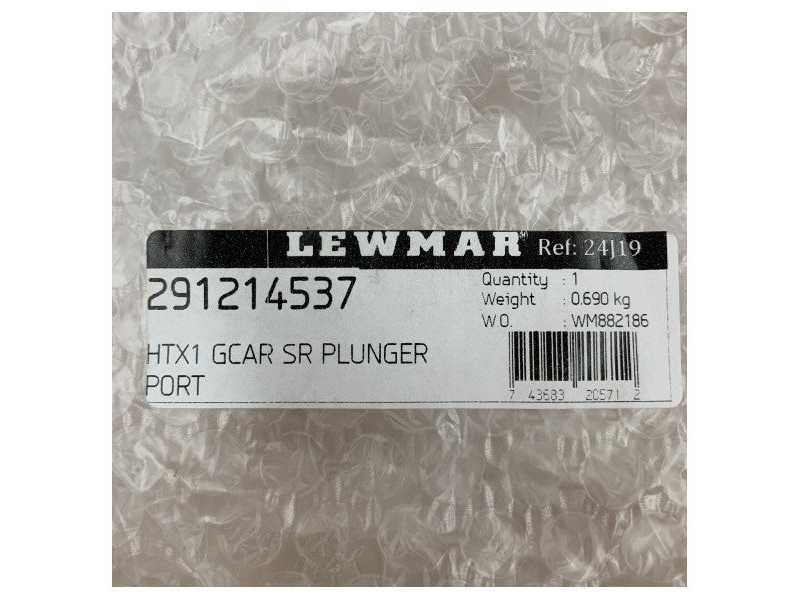 LEWMAR Ref: 24J19
291214537
Quantity : 1
Weight : 0.690 kg
W.O. : WM882186
HTX1 GCAR SR PLUNGER
PORT
7 43683 20571 2